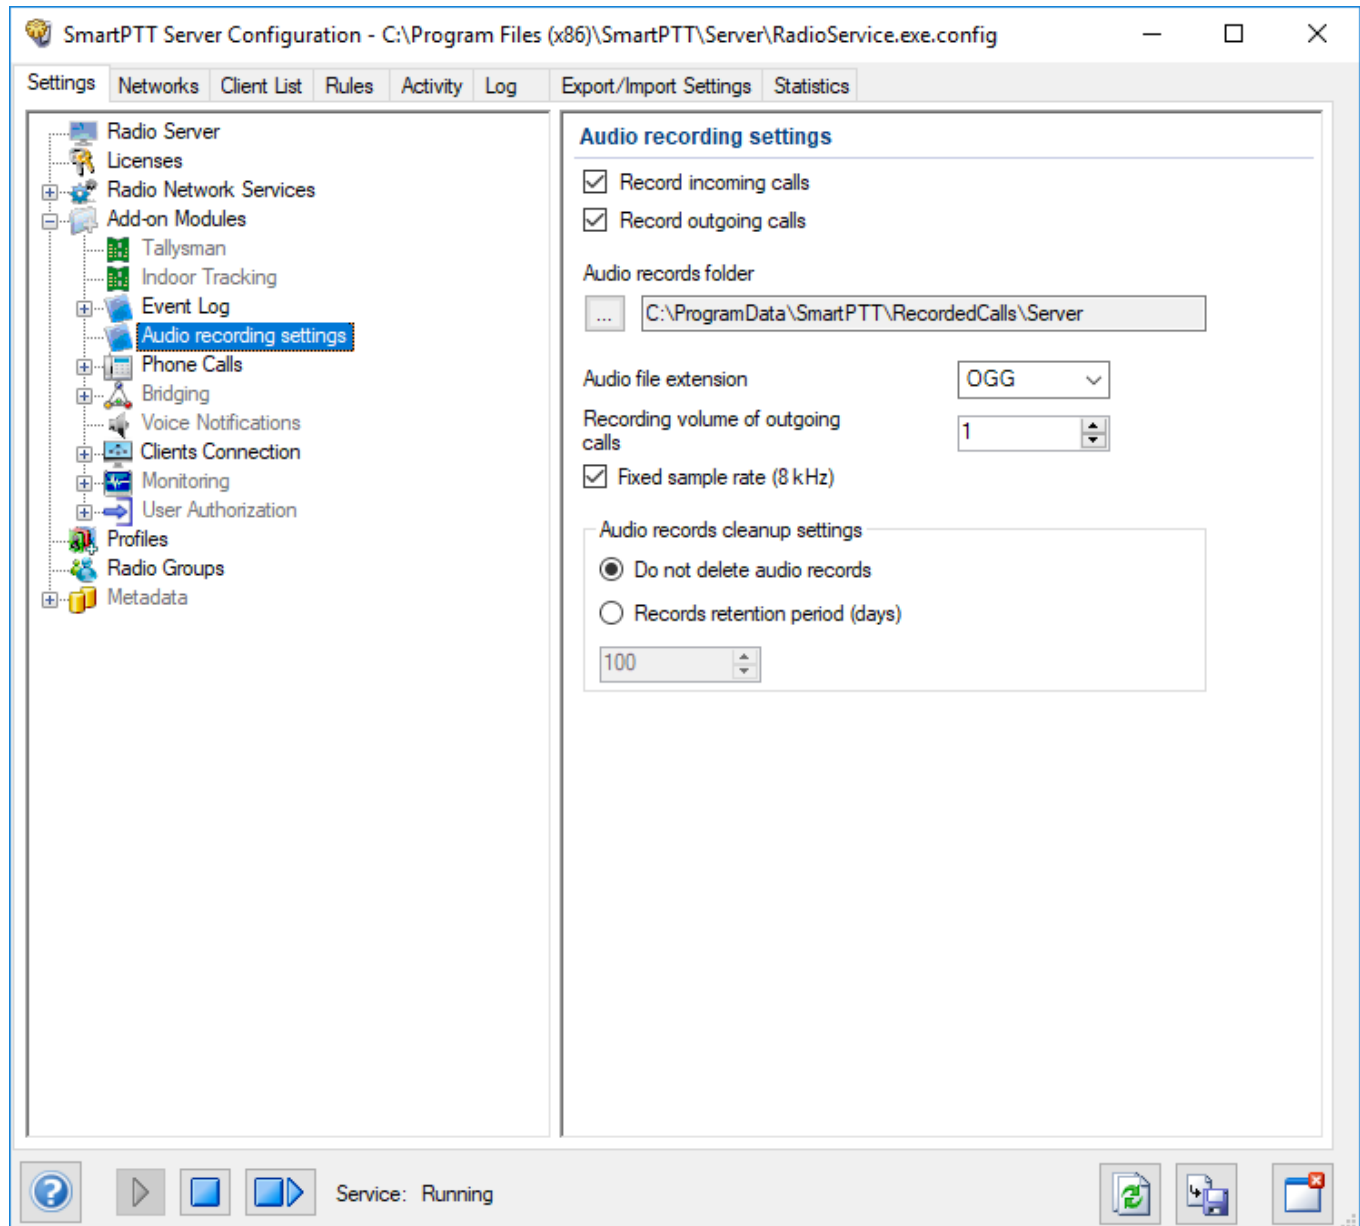 SmartPTT Server Configuration - C:\Program Files (x86)\SmartPTT\Server\RadioService.exe.config
Settings Networks Client List Rules Activity Log Export/Import Settings Statistics
Radio Server
Licenses
Radio Network Services
Add-on Modules
Tallysman
Indoor Tracking
Event Log
Audio recording settings
Phone Calls
Bridging
Voice Notifications
Clients Connection
Monitoring
User Authorization
Profiles
Radio Groups
Metadata
Audio recording settings
Record incoming calls
Record outgoing calls
Audio records folder
... C:\ProgramData\SmartPTT\RecordedCalls\Server
Audio file extension OGG
Recording volume of outgoing
calls 1
Fixed sample rate (8 kHz)
Audio records cleanup settings
Do not delete audio records
Records retention period (days)
100
Service: Running